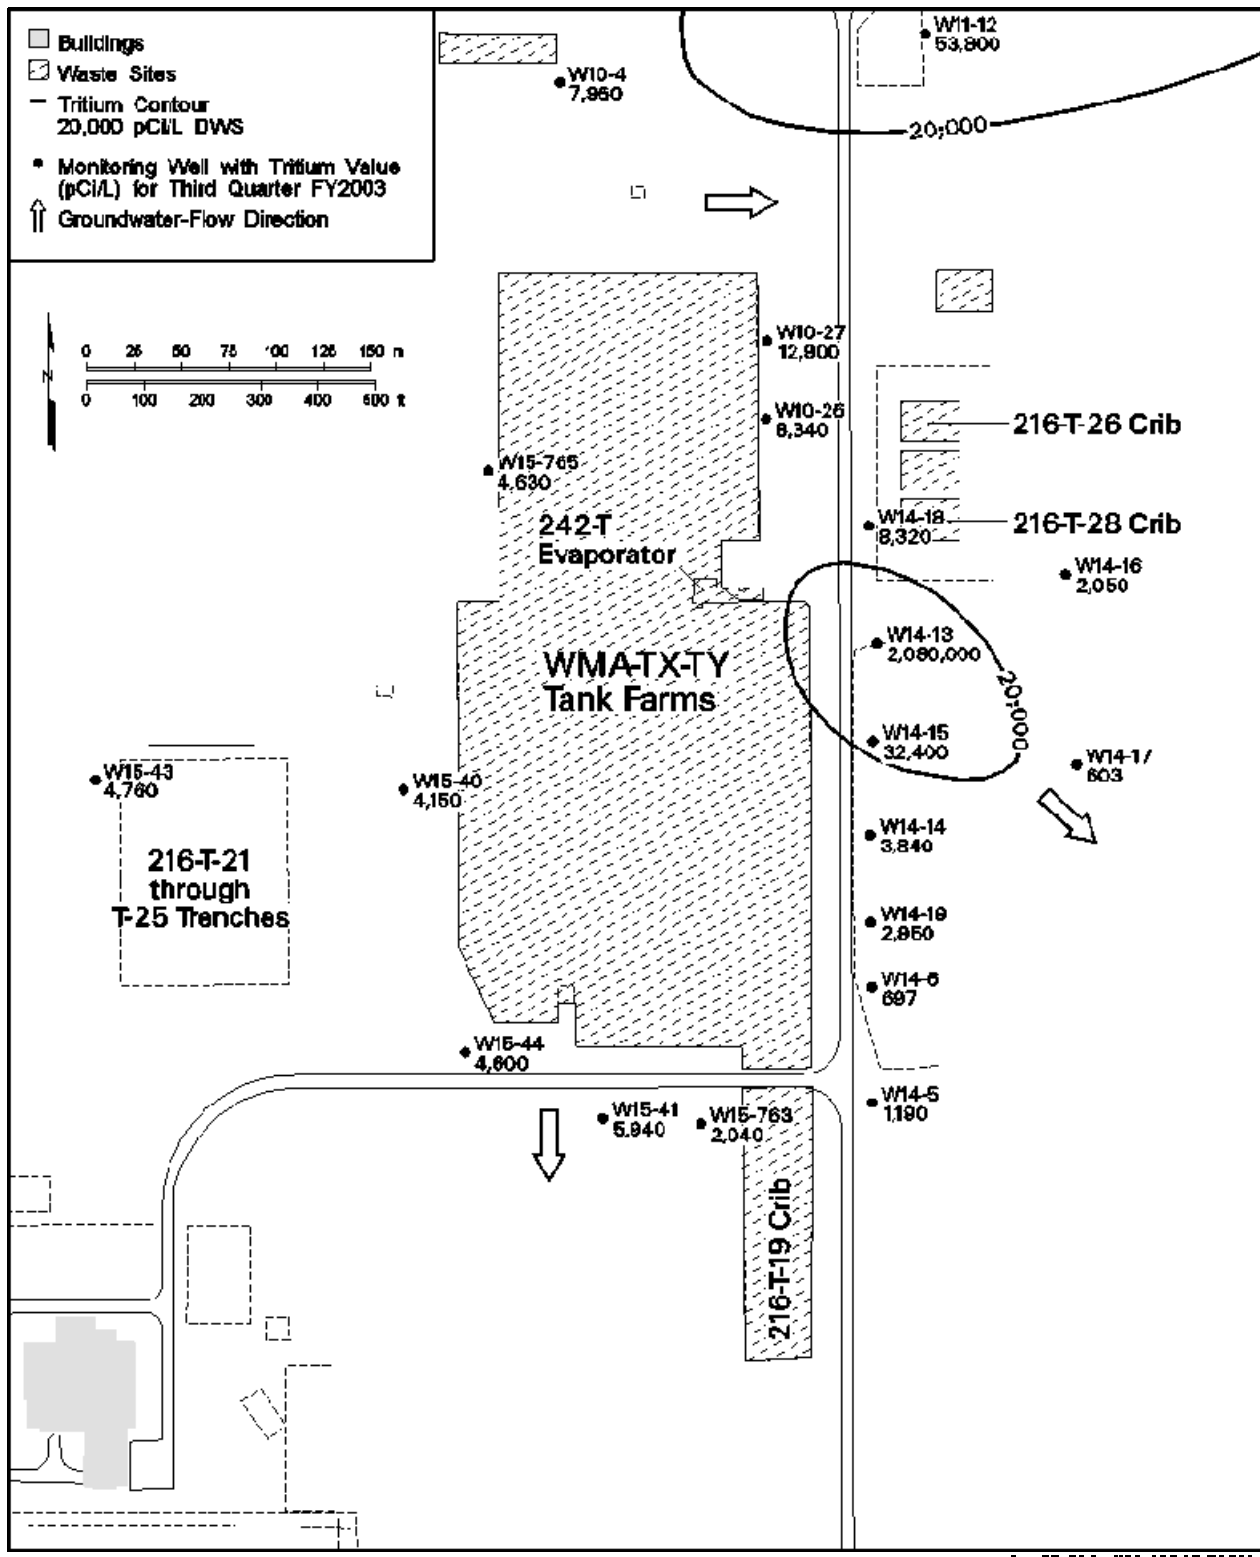 Buildings
Waste Sites
Tritium Contour
20,000 pCi/L DWS
Monitoring Well with Tritium Value
(pCi/L) for Third Quarter FY2003
Groundwater-Flow Direction
W11-12
53,800
W10-4
7,950
20,000
N
0 25 50 75 100 125 150 m
0 100 200 300 400 500 ft
W10-27
12,900
W10-26
8,340
216-T-26 Crib
W15-765
4,630
242-T
Evaporator
W14-18
8,320
216-T-28 Crib
W14-16
2,050
W14-13
2,080,000
WMA-TX-TY
Tank Farms
20,000
W14-15
32,400
W14-17
603
W15-43
4,760
W15-40
4,150
W14-14
3,840
216-T-21
through
T-25 Trenches
W14-19
2,850
W14-6
697
W15-44
4,600
W14-5
1,190
W15-41
5,940
W15-763
2,040
216-T-19 Crib